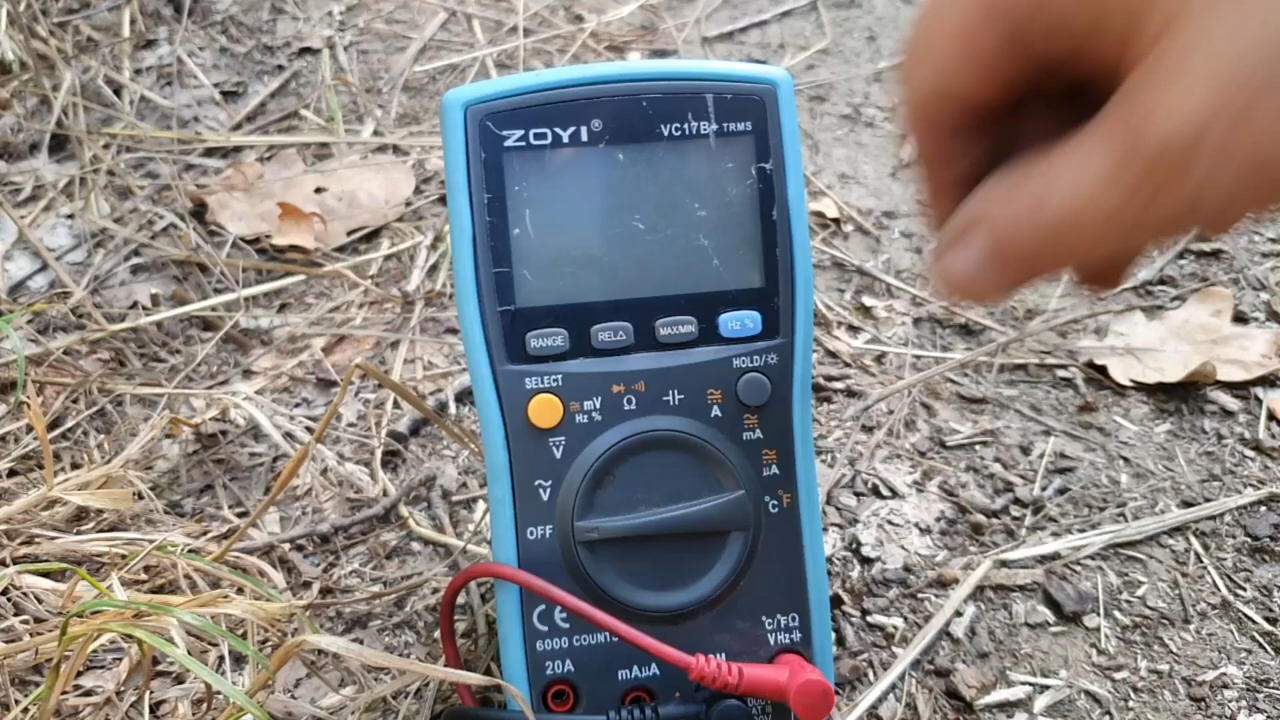 ZOYI® VC17B+ TRMS
RANGE REL△ MAX/MIN Hz %
SELECT HOLD/
mV
Hz %
Ω
A
mA
V
µA
V
°C °F
OFF
CE
6000 COUNTS
°C/°FΩ
V Hz
20A mAµA